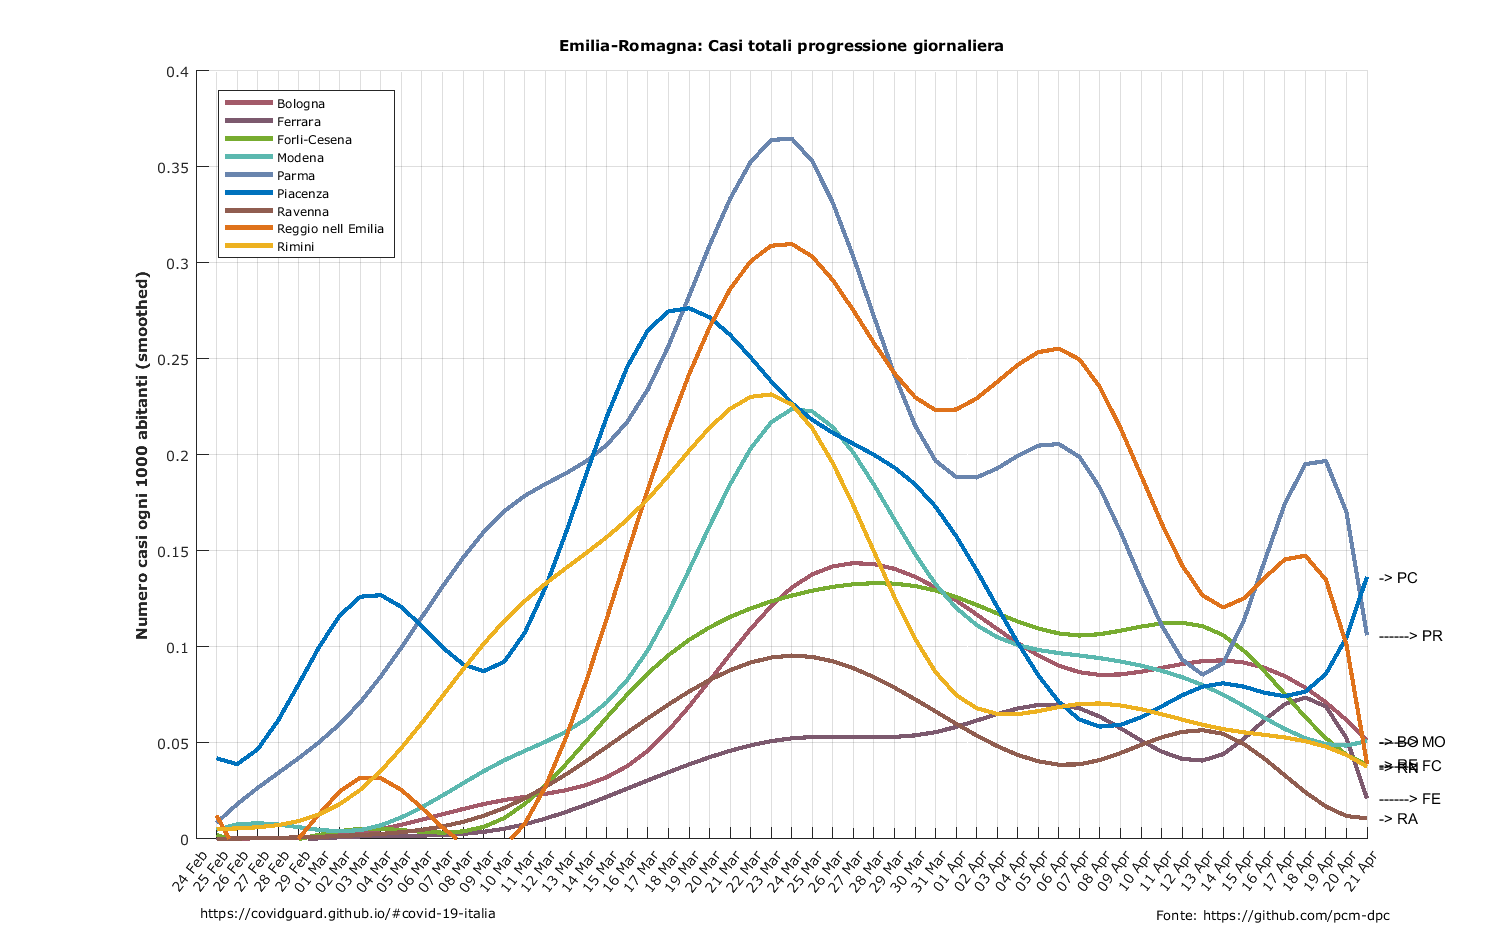 Emilia-Romagna: Casi totali progressione giornaliera
0.4
0.35
0.3
0.25
0.2
0.15
0.1
0.05
0
Numero casi ogni 1000 abitanti (smoothed)
Bologna
Ferrara
Forli-Cesena
Modena
Parma
Piacenza
Ravenna
Reggio nell Emilia
Rimini
-> PC
------> PR
-> BO
------> MO
-> RE
------> FC
-> RN
------> FE
-> RA
24 Feb
25 Feb
26 Feb
27 Feb
28 Feb
29 Feb
01 Mar
02 Mar
03 Mar
04 Mar
05 Mar
06 Mar
07 Mar
08 Mar
09 Mar
10 Mar
11 Mar
12 Mar
13 Mar
14 Mar
15 Mar
16 Mar
17 Mar
18 Mar
19 Mar
20 Mar
21 Mar
22 Mar
23 Mar
24 Mar
25 Mar
26 Mar
27 Mar
28 Mar
29 Mar
30 Mar
31 Mar
01 Apr
02 Apr
03 Apr
04 Apr
05 Apr
06 Apr
07 Apr
08 Apr
09 Apr
10 Apr
11 Apr
12 Apr
13 Apr
14 Apr
15 Apr
16 Apr
17 Apr
18 Apr
19 Apr
20 Apr
21 Apr
https://covidguard.github.io/#covid-19-italia
Fonte: https://github.com/pcm-dpc